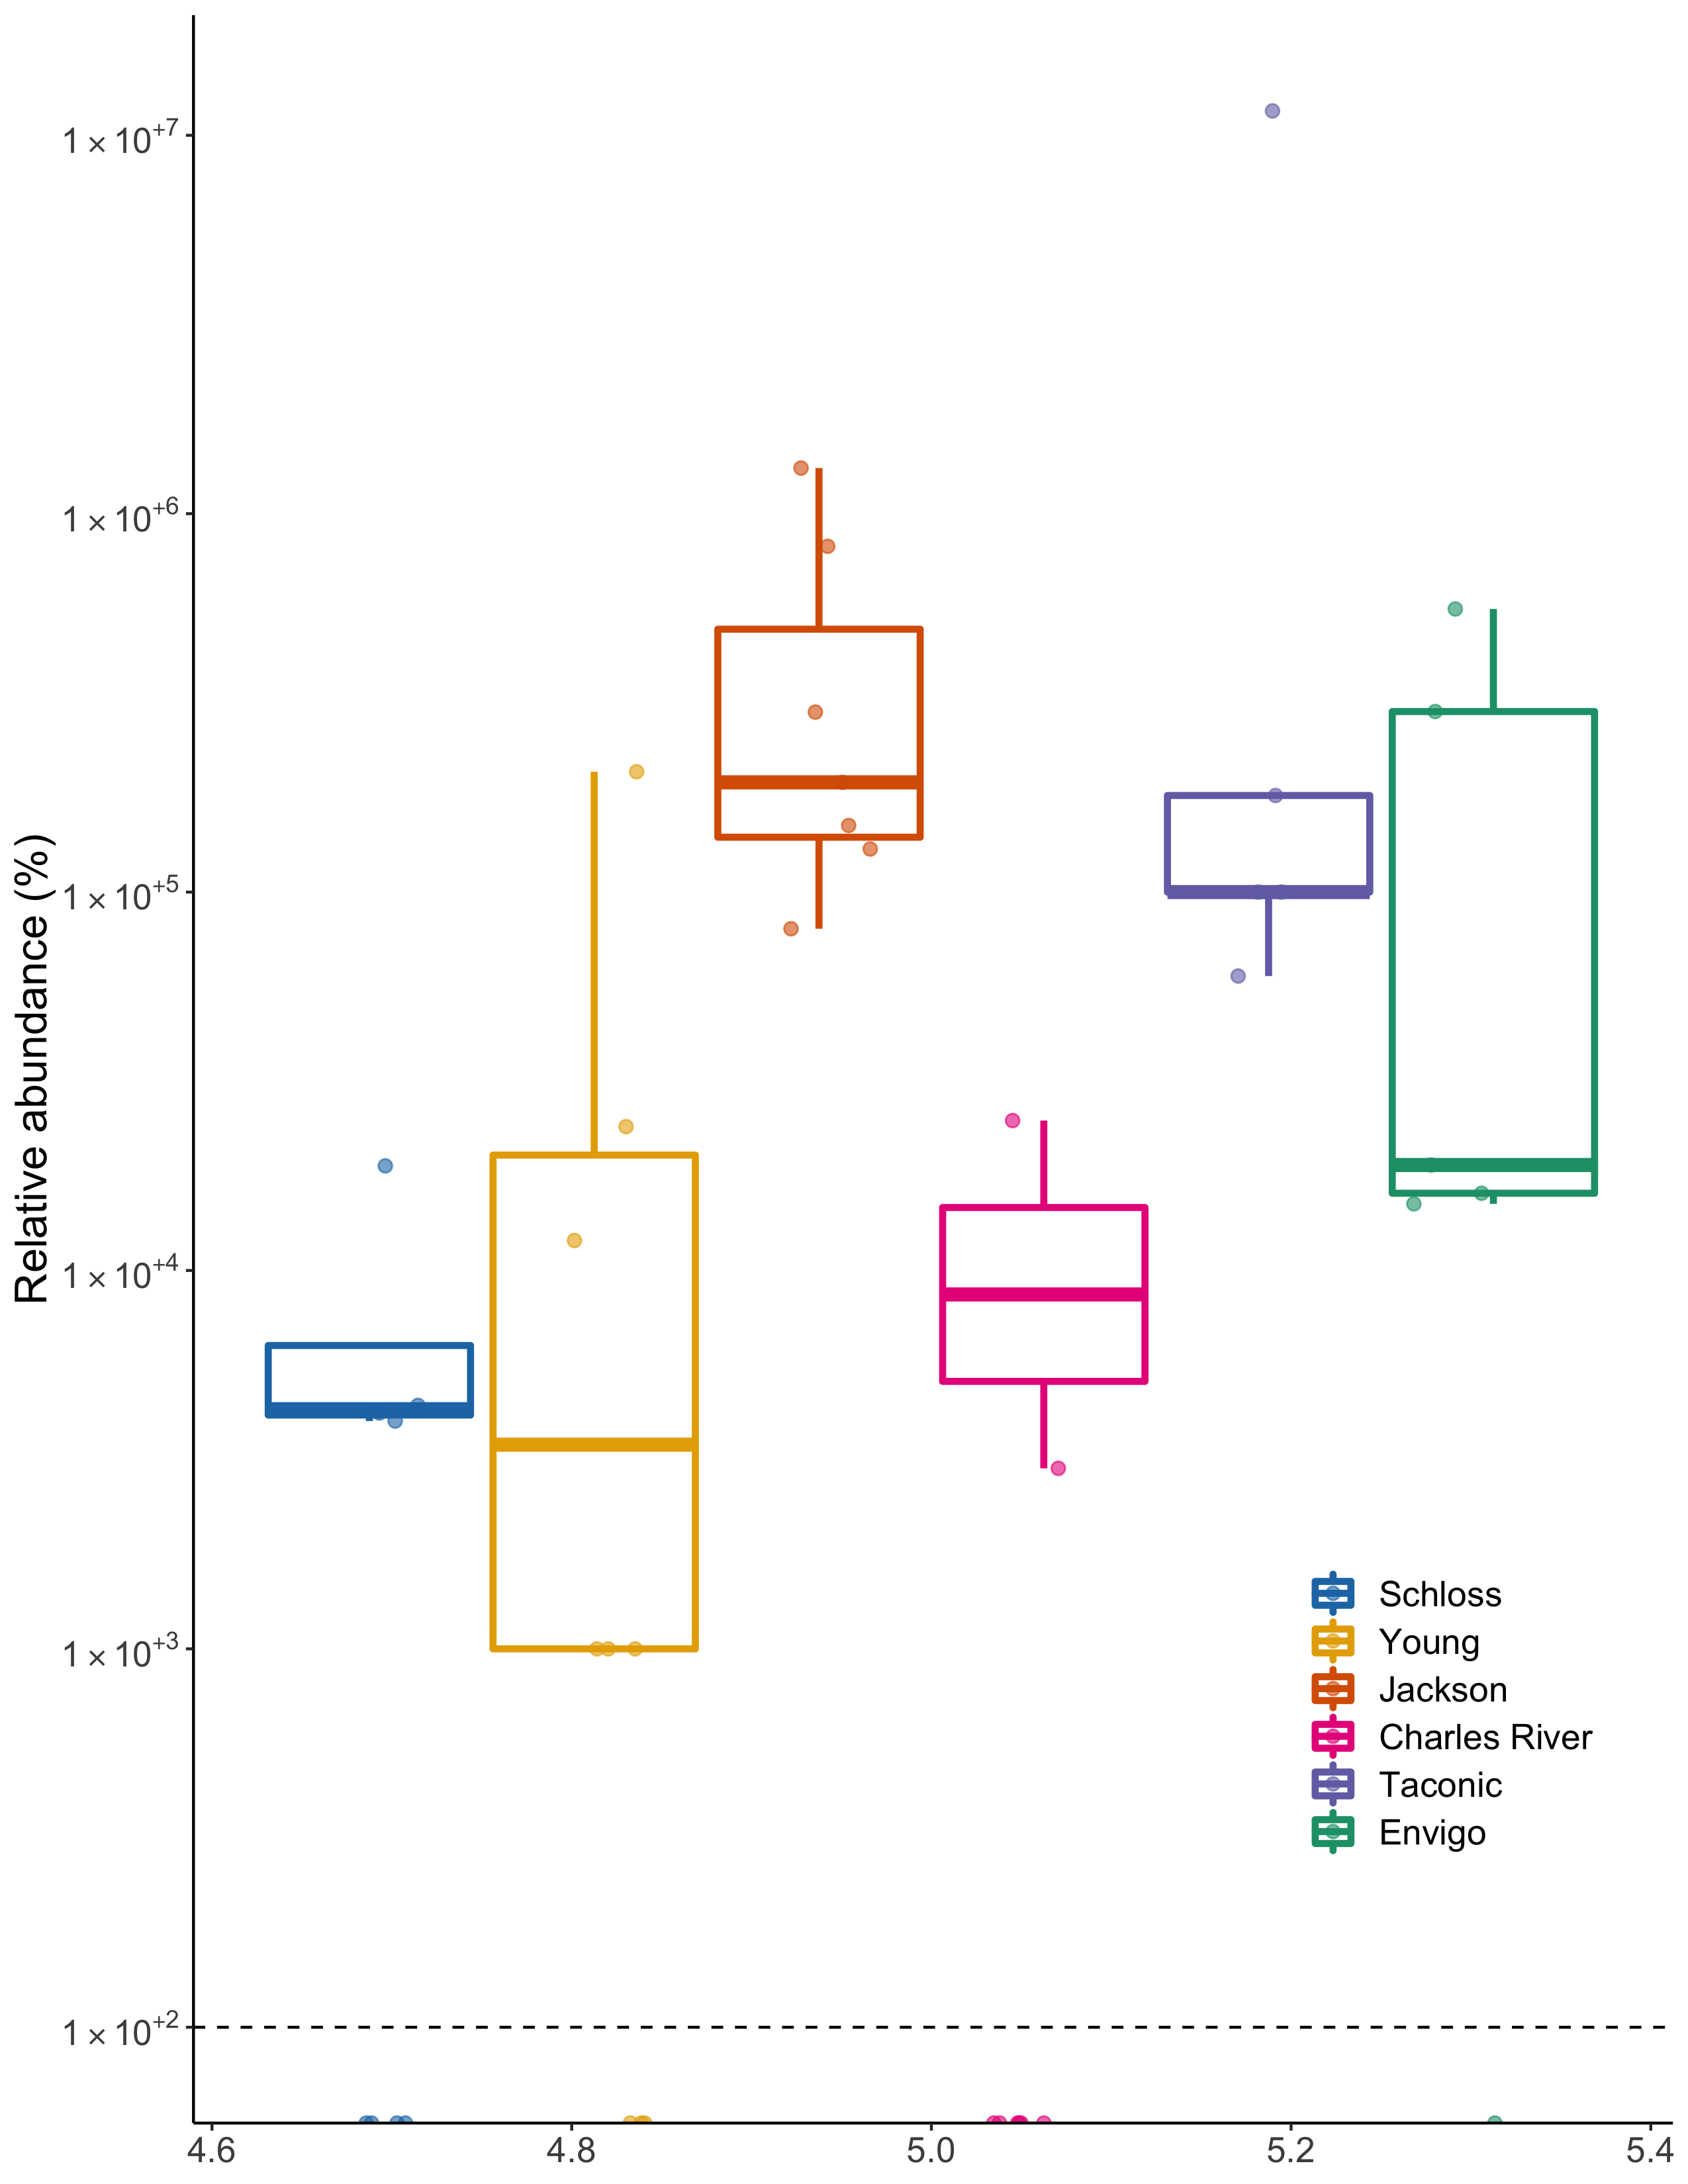 Relative abundance (%)
1 × 10+7
1 × 10+6
1 × 10+5
1 × 10+4
1 × 10+3
1 × 10+2
4.6 4.8 5.0 5.2 5.4
Schloss
Young
Jackson
Charles River
Taconic
Envigo